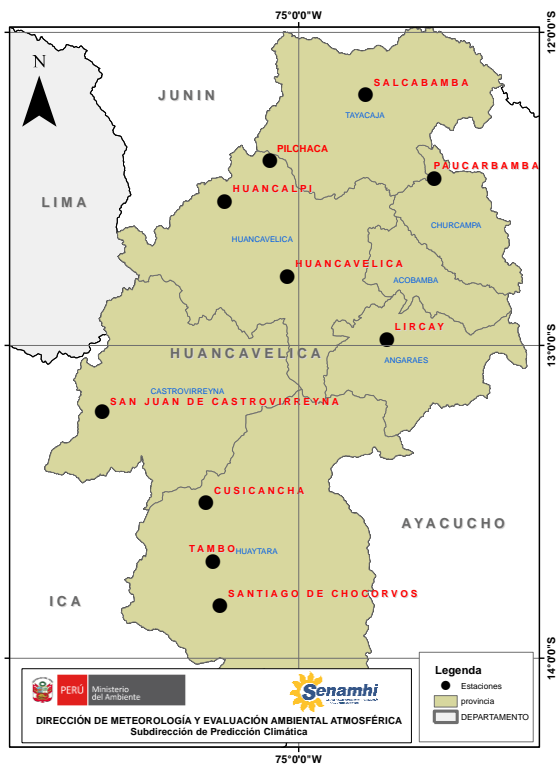 75°0'0"W
12°0'0"S
N
JUNIN
SALCABAMBA
TAYACAJA
PILCHACA
PAUCARBAMBA
HUANCALPI
LIMA
CHURCAMPA
HUANCAVELICA
HUANCAVELICA
ACOBAMBA
LIRCAY
13°0'0"S
HUANCAVELICA
ANGARAES
CASTROVIRREYNA
SAN JUAN DE CASTROVIRREYNA
CUSICANCHA
AYACUCHO
TAMBO
HUAYTARA
SANTIAGO DE CHOCORVOS
ICA
14°0'0"S
Legenda
Estaciones
provincia
DEPARTAMENTO
PERÚ
Ministerio
del Ambiente
Senamhi
DIRECCIÓN DE METEOROLOGÍA Y EVALUACIÓN AMBIENTAL ATMOSFÉRICA
Subdirección de Predicción Climática
75°0'0"W